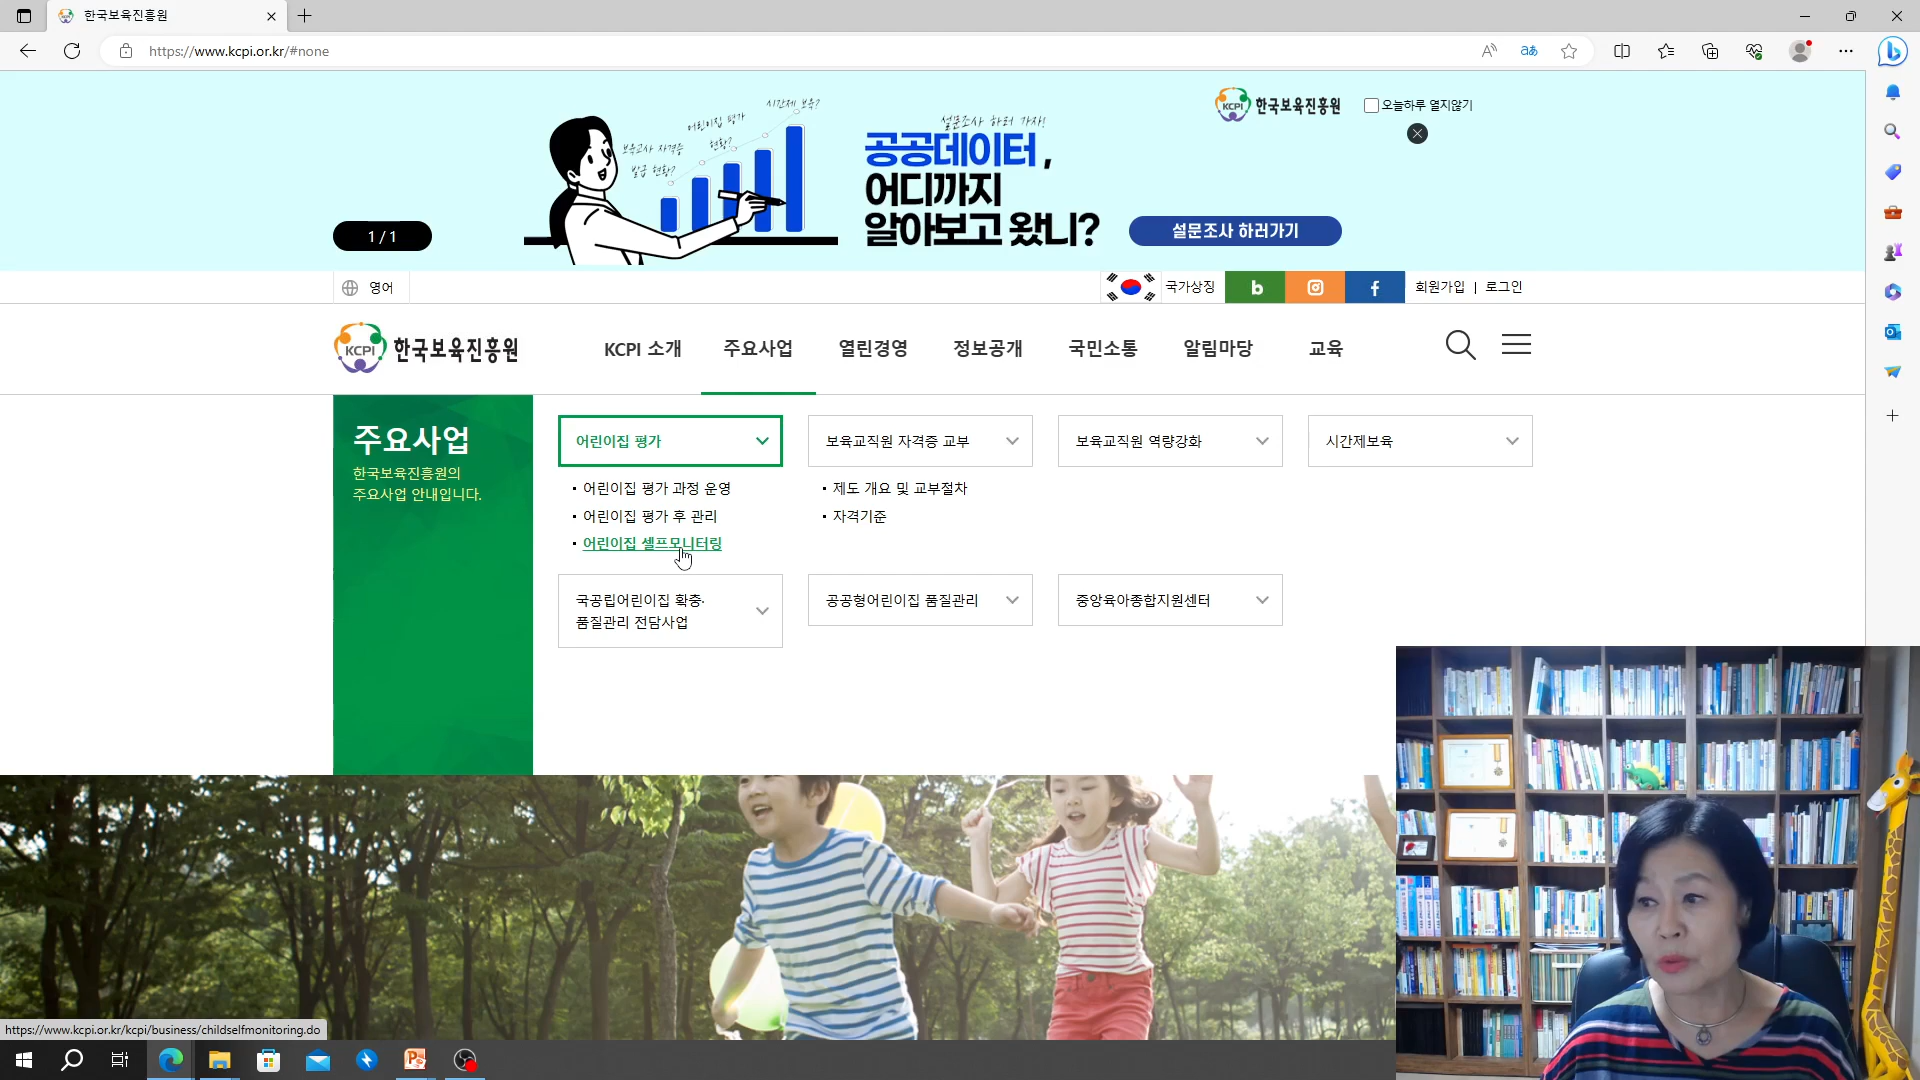 한국보육진흥원
https://www.kcpi.or.kr/#none
시간제 보육?
어린이집 평가
현황?
보육교사 자격증
발급 현황?
설문조사 하러 가자!
공공데이터,
어디까지
알아보고 왔니?
KCPI 한국보육진흥원
오늘하루 열지않기
1 / 1
설문조사 하러가기
영어
국가상징
회원가입 | 로그인
KCPI 한국보육진흥원
KCPI 소개
주요사업
열린경영
정보공개
국민소통
알림마당
교육
주요사업
한국보육진흥원의
주요사업 안내입니다.
어린이집 평가
보육교직원 자격증 교부
보육교직원 역량강화
시간제보육
어린이집 평가 과정 운영
제도 개요 및 교부절차
어린이집 평가 후 관리
자격기준
어린이집 셀프모니터링
국공립어린이집 확충·
품질관리 전담사업
공공형어린이집 품질관리
중앙육아종합지원센터
https://www.kcpi.or.kr/kcpi/business/childselfmonitoring.do